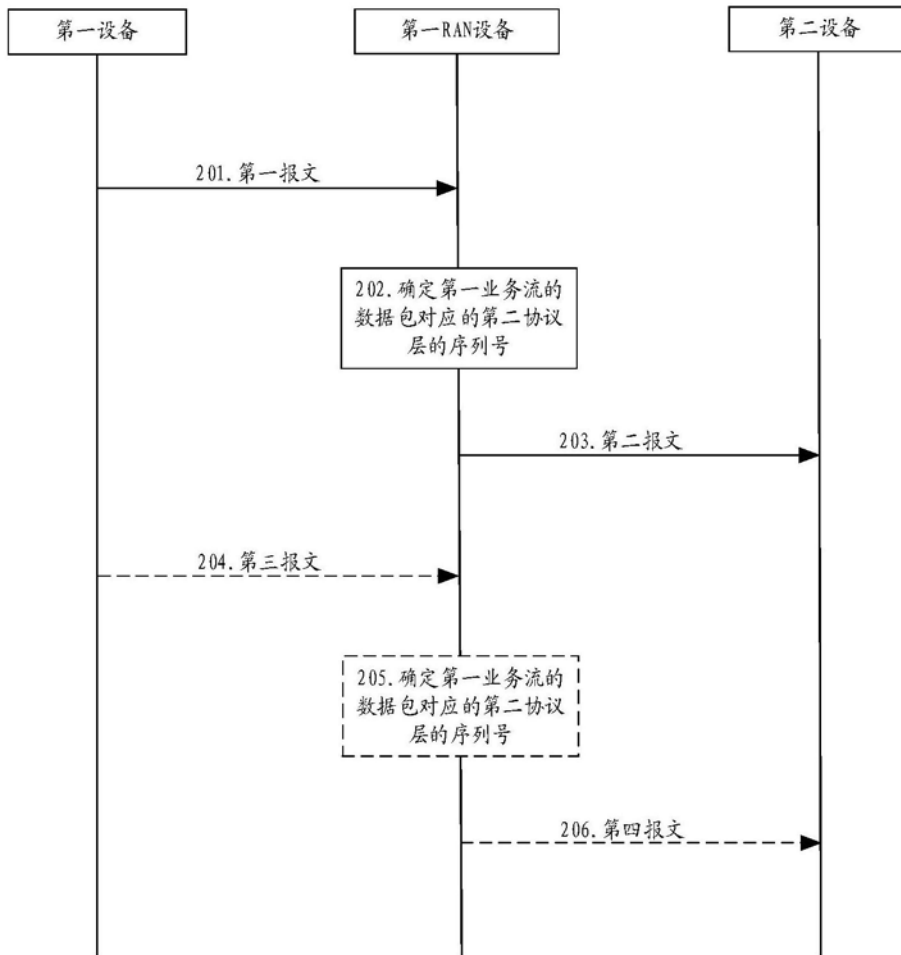 第一设备
第一RAN设备
第二设备
201.第一报文
202.确定第一业务流的
数据包对应的第二协议
层的序列号
203.第二报文
204.第三报文
205.确定第一业务流的
数据包对应的第二协议
层的序列号
206.第四报文